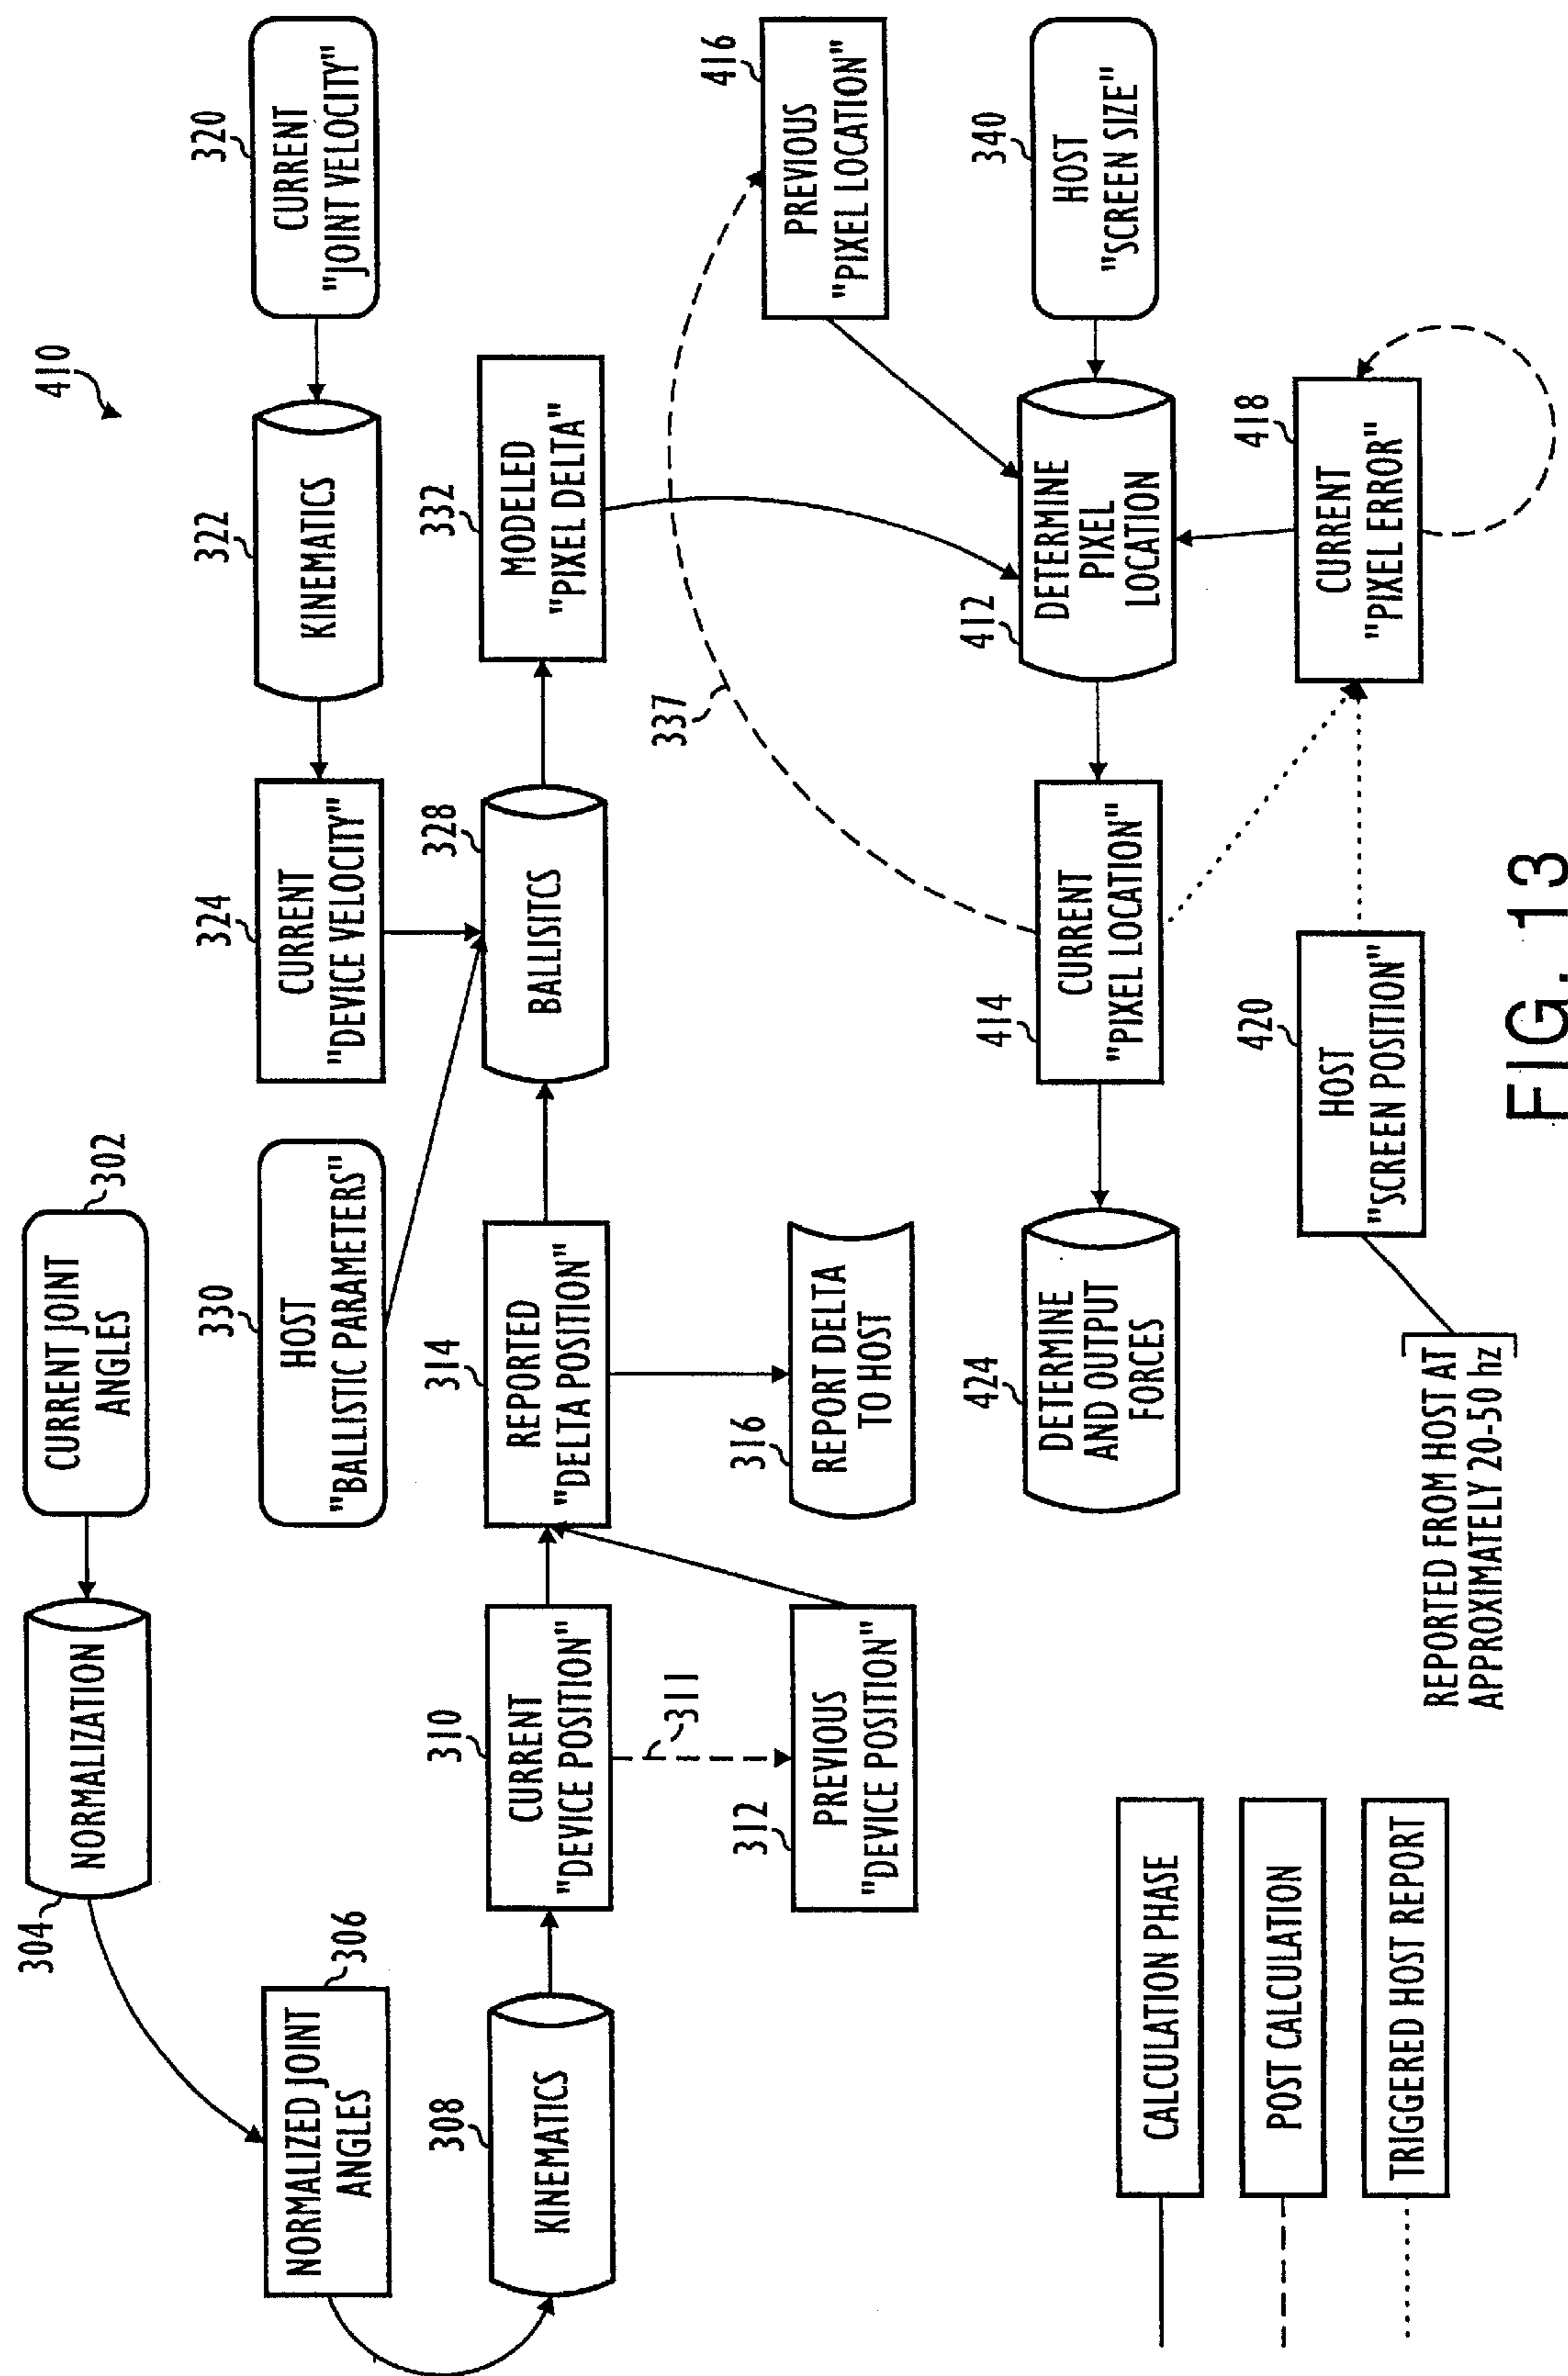 410
CURRENT JOINT
ANGLES
302
NORMALIZATION
304
NORMALIZED JOINT
ANGLES
306
KINEMATICS
308
CURRENT
"DEVICE POSITION"
310
311
PREVIOUS
"DEVICE POSITION"
312
REPORTED
"DELTA POSITION"
314
REPORT DELTA
TO HOST
316
HOST
"BALLISTIC PARAMETERS"
330
CURRENT
"DEVICE VELOCITY"
324
KINEMATICS
322
CURRENT
"JOINT VELOCITY"
320
BALLISITCS
328
MODELED
"PIXEL DELTA"
332
337
PREVIOUS
"PIXEL LOCATION"
416
HOST
"SCREEN SIZE"
340
DETERMINE
PIXEL
LOCATION
412
CURRENT
"PIXEL LOCATION"
414
DETERMINE
AND OUTPUT
FORCES
424
CURRENT
"PIXEL ERROR"
418
HOST
"SCREEN POSITION"
420
REPORTED FROM HOST AT
APPROXIMATELY 20-50 hz
CALCULATION PHASE
POST CALCULATION
TRIGGERED HOST REPORT
FIG. 13